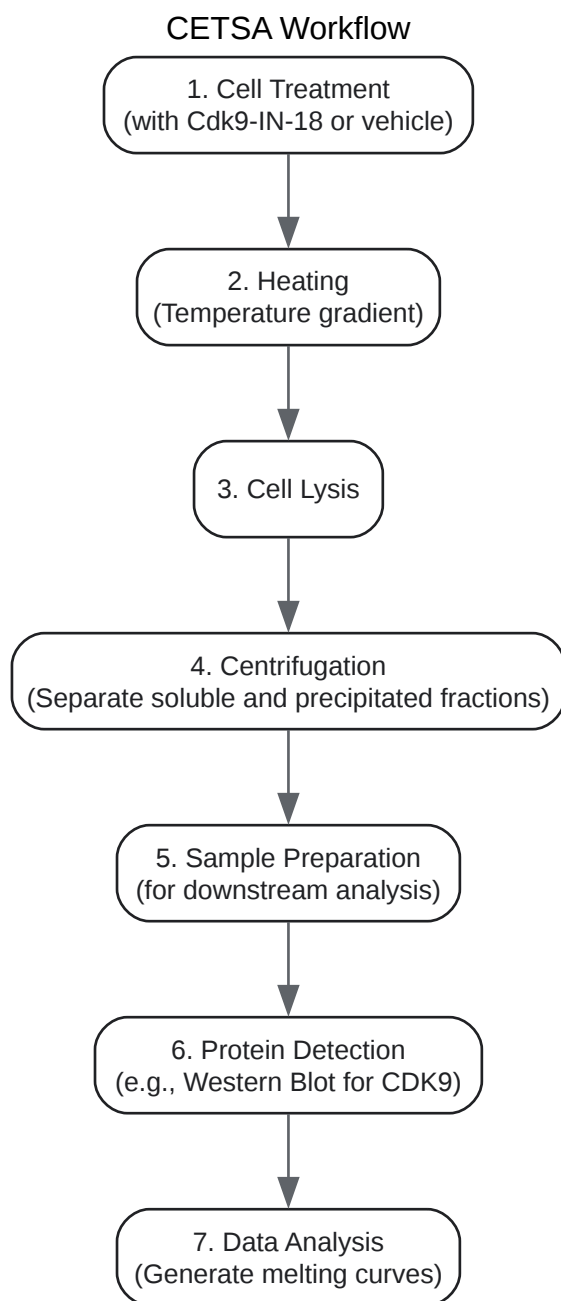 CETSA Workflow
1. Cell Treatment
(with Cdk9-IN-18 or vehicle)
2. Heating
(Temperature gradient)
3. Cell Lysis
4. Centrifugation
(Separate soluble and precipitated fractions)
5. Sample Preparation
(for downstream analysis)
6. Protein Detection
(e.g., Western Blot for CDK9)
7. Data Analysis
(Generate melting curves)